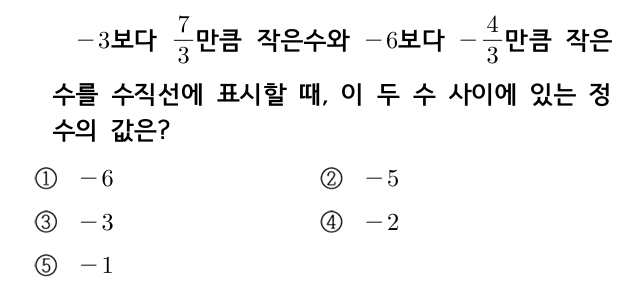 −3보다 7/3만큼 작은수와 −6보다 −4/3만큼 작은
수를 수직선에 표시할 때, 이 두 수 사이에 있는 정
수의 값은?
① −6 ② −5
③ −3 ④ −2
⑤ −1